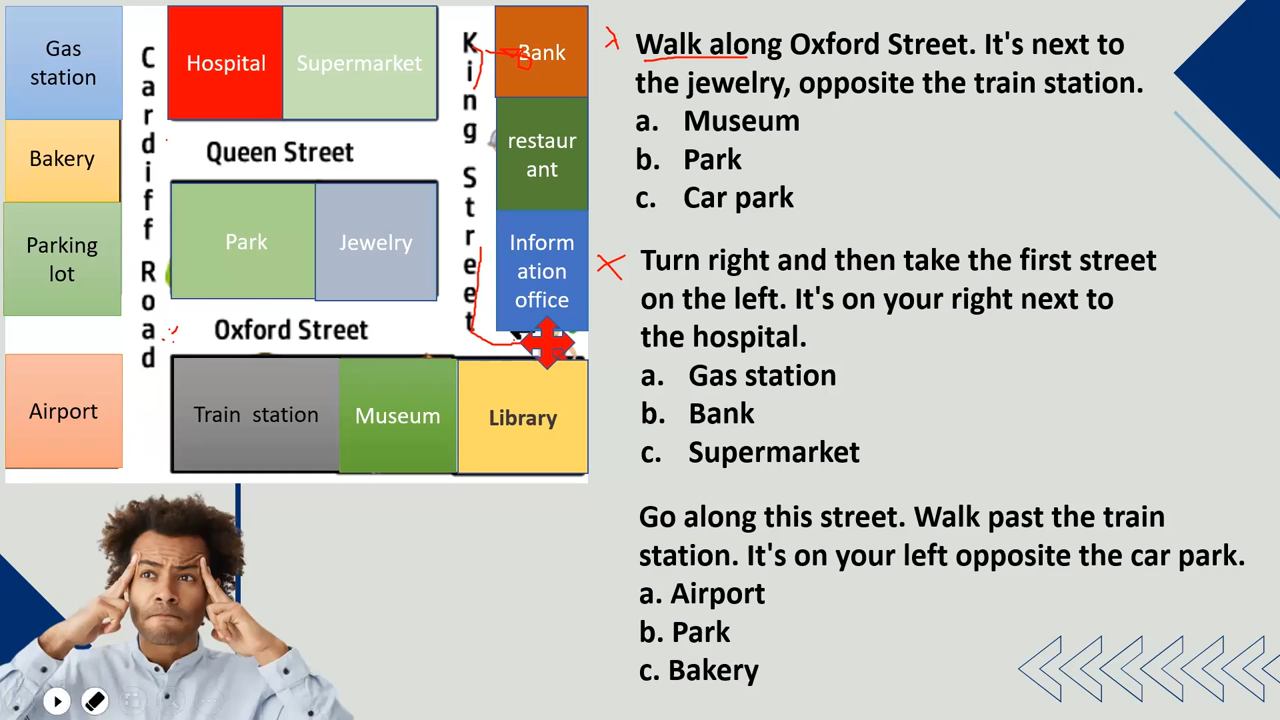 Gas
station
Bakery
Parking
lot
Airport
Cardiff Road
Hospital
Supermarket
Queen Street
Park
Jewelry
Oxford Street
Train station
Museum
Library
King Street
Bank
restaur
ant
Inform
ation
office
Walk along Oxford Street. It's next to
the jewelry, opposite the train station.
a. Museum
b. Park
c. Car park
Turn right and then take the first street
on the left. It's on your right next to
the hospital.
a. Gas station
b. Bank
c. Supermarket
Go along this street. Walk past the train
station. It's on your left opposite the car park.
a. Airport
b. Park
c. Bakery